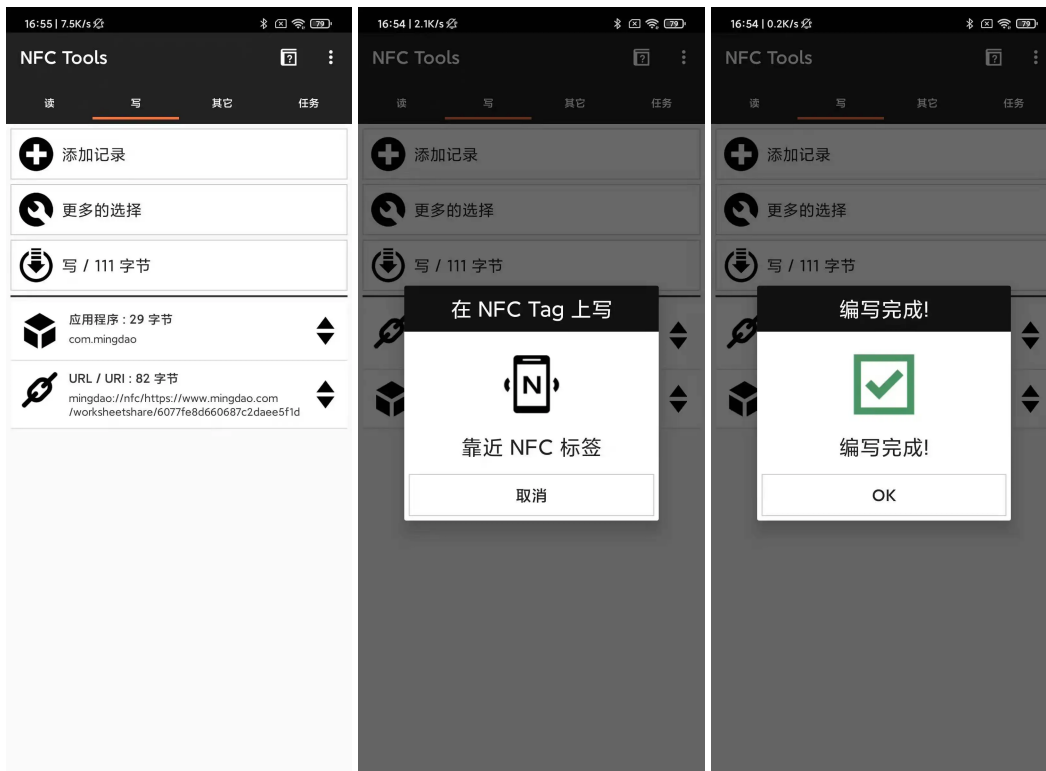 16:55 | 7.5K/s
79
NFC Tools
读
写
其它
任务
添加记录
更多的选择
写 / 111 字节
应用程序 : 29 字节
com.mingdao
URL / URI : 82 字节
mingdao://nfc/https://www.mingdao.com
/worksheetshare/6077fe8d660687c2daee5f1d
16:54 | 2.1K/s
79
NFC Tools
读
写
其它
任务
添加记录
更多的选择
写 / 111 字节
在 NFC Tag 上写
N
靠近 NFC 标签
取消
16:54 | 0.2K/s
79
NFC Tools
读
写
其它
任务
添加记录
更多的选择
写 / 111 字节
编写完成!
编写完成!
OK